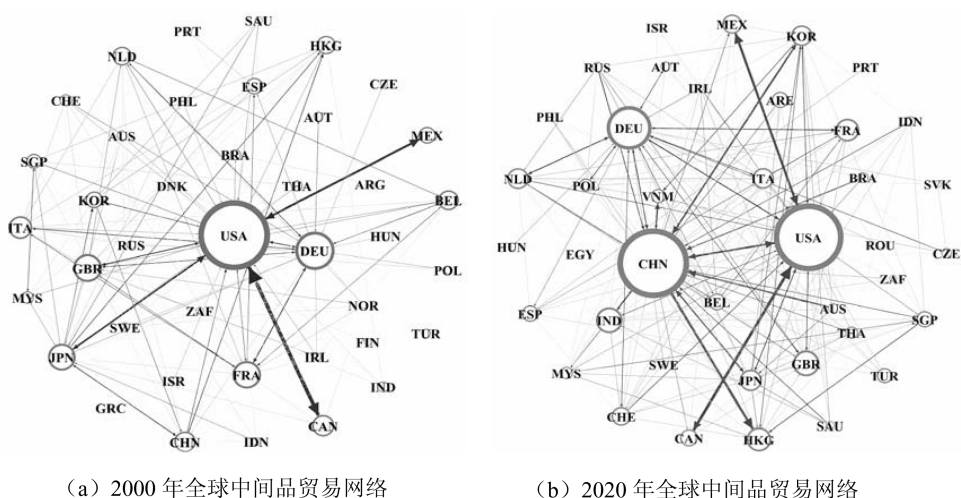 SAU
PRT
HKG
NLD
ESP
CZE
CHE
PHL
AUT
AUS
MEX
BRA
SGP
DNK
THA
ARG
KOR
BEL
ITA
USA
HUN
RUS
DEU
GBR
POL
MYS
NOR
ZAF
SWE
TUR
FIN
JPN
IRL
FRA
ISR
IND
GRC
CAN
CHN
IDN
(a)2000 年全球中间品贸易网络
MEX
ISR
KOR
RUS
AUT
PRT
IRL
ARE
PHL
IDN
DEU
FRA
NLD
ITA
BRA
POL
SVK
VNM
USA
HUN
ROU
EGY
CZE
CHN
ZAF
BEL
AUS
ESP
IND
SGP
THA
SWE
GBR
MYS
JPN
TUR
CHE
SAU
CAN
HKG
(b)2020 年全球中间品贸易网络